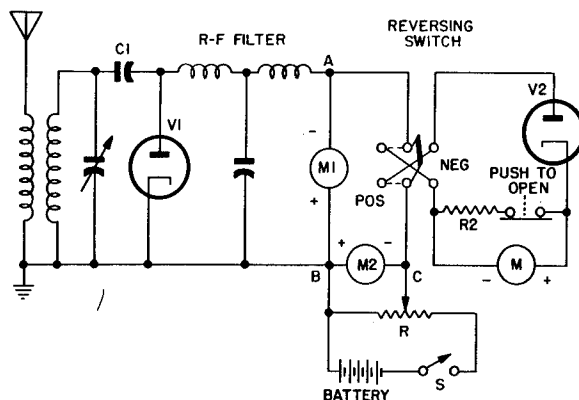 REVERSING
SWITCH
R-F FILTER
C1
A
V1
V2
- 
M1
+
NEG
POS
PUSH TO
OPEN
R2
B
+ M2 -
C
- M +
R
S
BATTERY